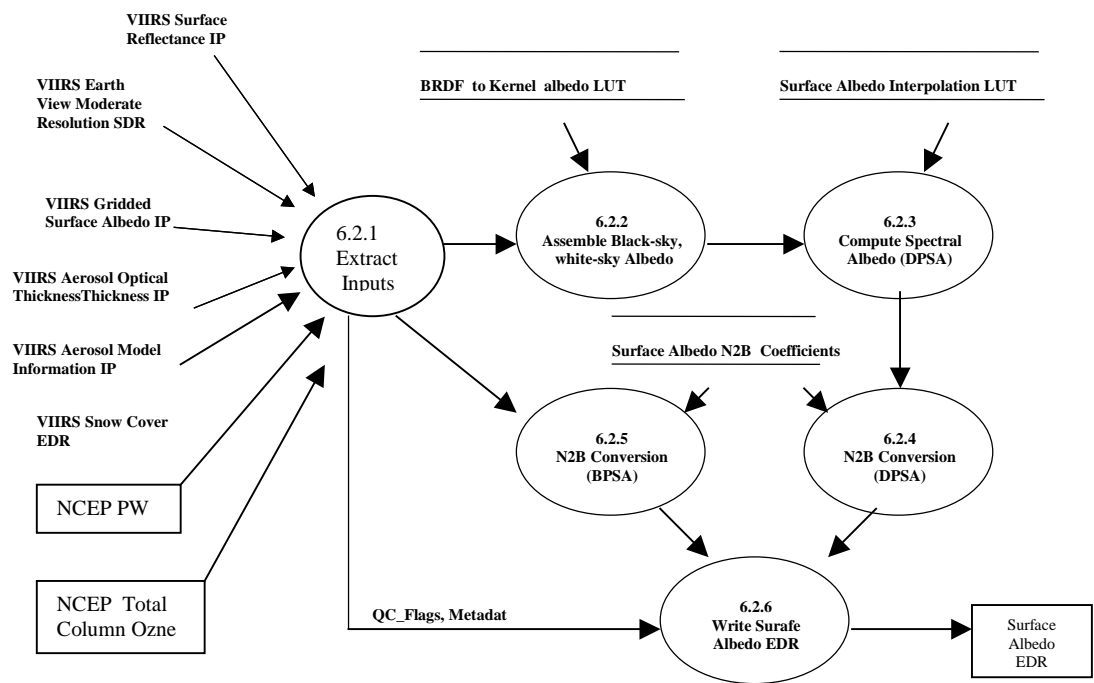 VIIRS Surface
Reflectance IP
VIIRS Earth
View Moderate
Resolution SDR
BRDF to Kernel albedo LUT
Surface Albedo Interpolation LUT
VIIRS Gridded
Surface Albedo IP
6.2.1
Extract
Inputs
6.2.2
Assemble Black-sky,
white-sky Albedo
6.2.3
Compute Spectral
Albedo (DPSA)
VIIRS Aerosol Optical
ThicknessThickness IP
VIIRS Aerosol Model
Information IP
Surface Albedo N2B Coefficients
VIIRS Snow Cover
EDR
6.2.5
N2B Conversion
(BPSA)
6.2.4
N2B Conversion
(DPSA)
NCEP PW
NCEP Total
Column Ozne
QC_Flags, Metadat
6.2.6
Write Surafe
Albedo EDR
Surface
Albedo
EDR